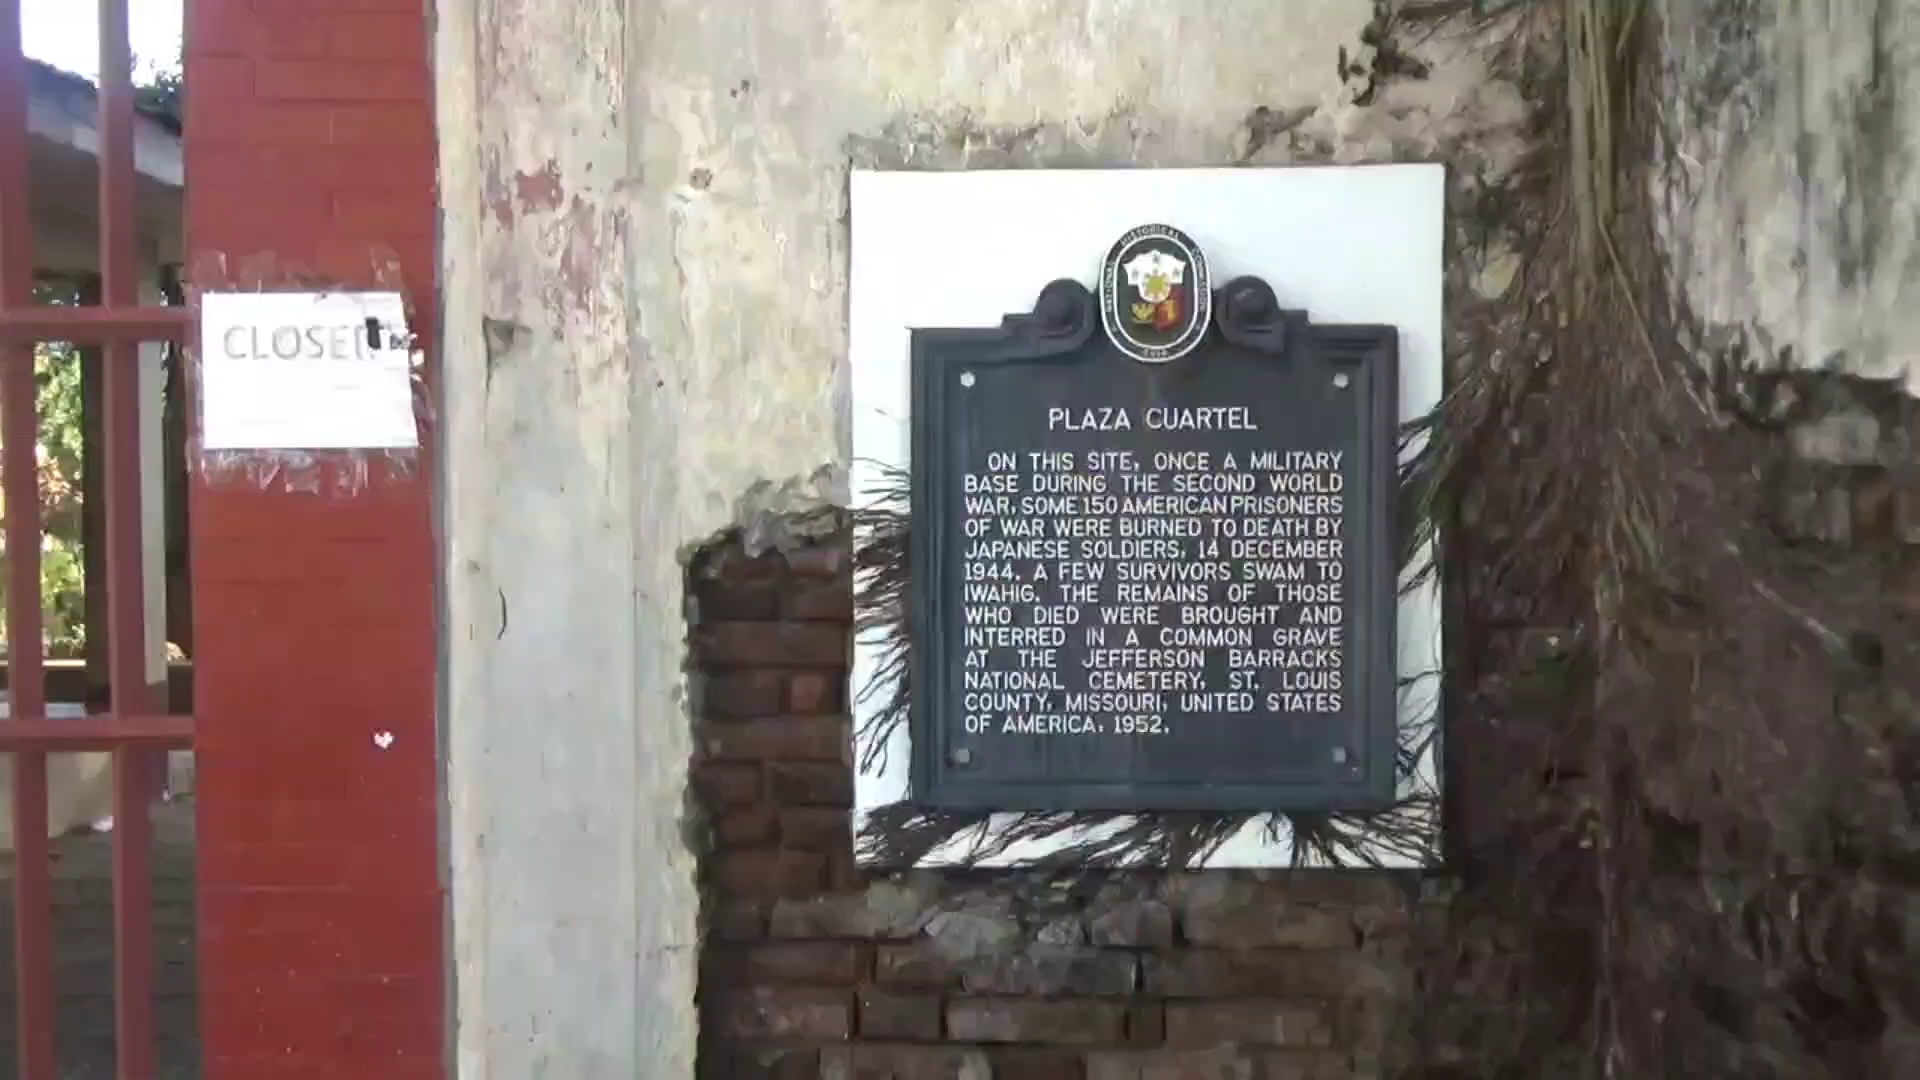 CLOSED
NATIONAL HISTORICAL COMMISSION
PLAZA CUARTEL
ON THIS SITE, ONCE A MILITARY
BASE DURING THE SECOND WORLD
WAR, SOME 150 AMERICAN PRISONERS
OF WAR WERE BURNED TO DEATH BY
JAPANESE SOLDIERS, 14 DECEMBER
1944. A FEW SURVIVORS SWAM TO
IWAHIG. THE REMAINS OF THOSE
WHO DIED WERE BROUGHT AND
INTERRED IN A COMMON GRAVE
AT THE JEFFERSON BARRACKS
NATIONAL CEMETERY, ST. LOUIS
COUNTY, MISSOURI, UNITED STATES
OF AMERICA, 1952.